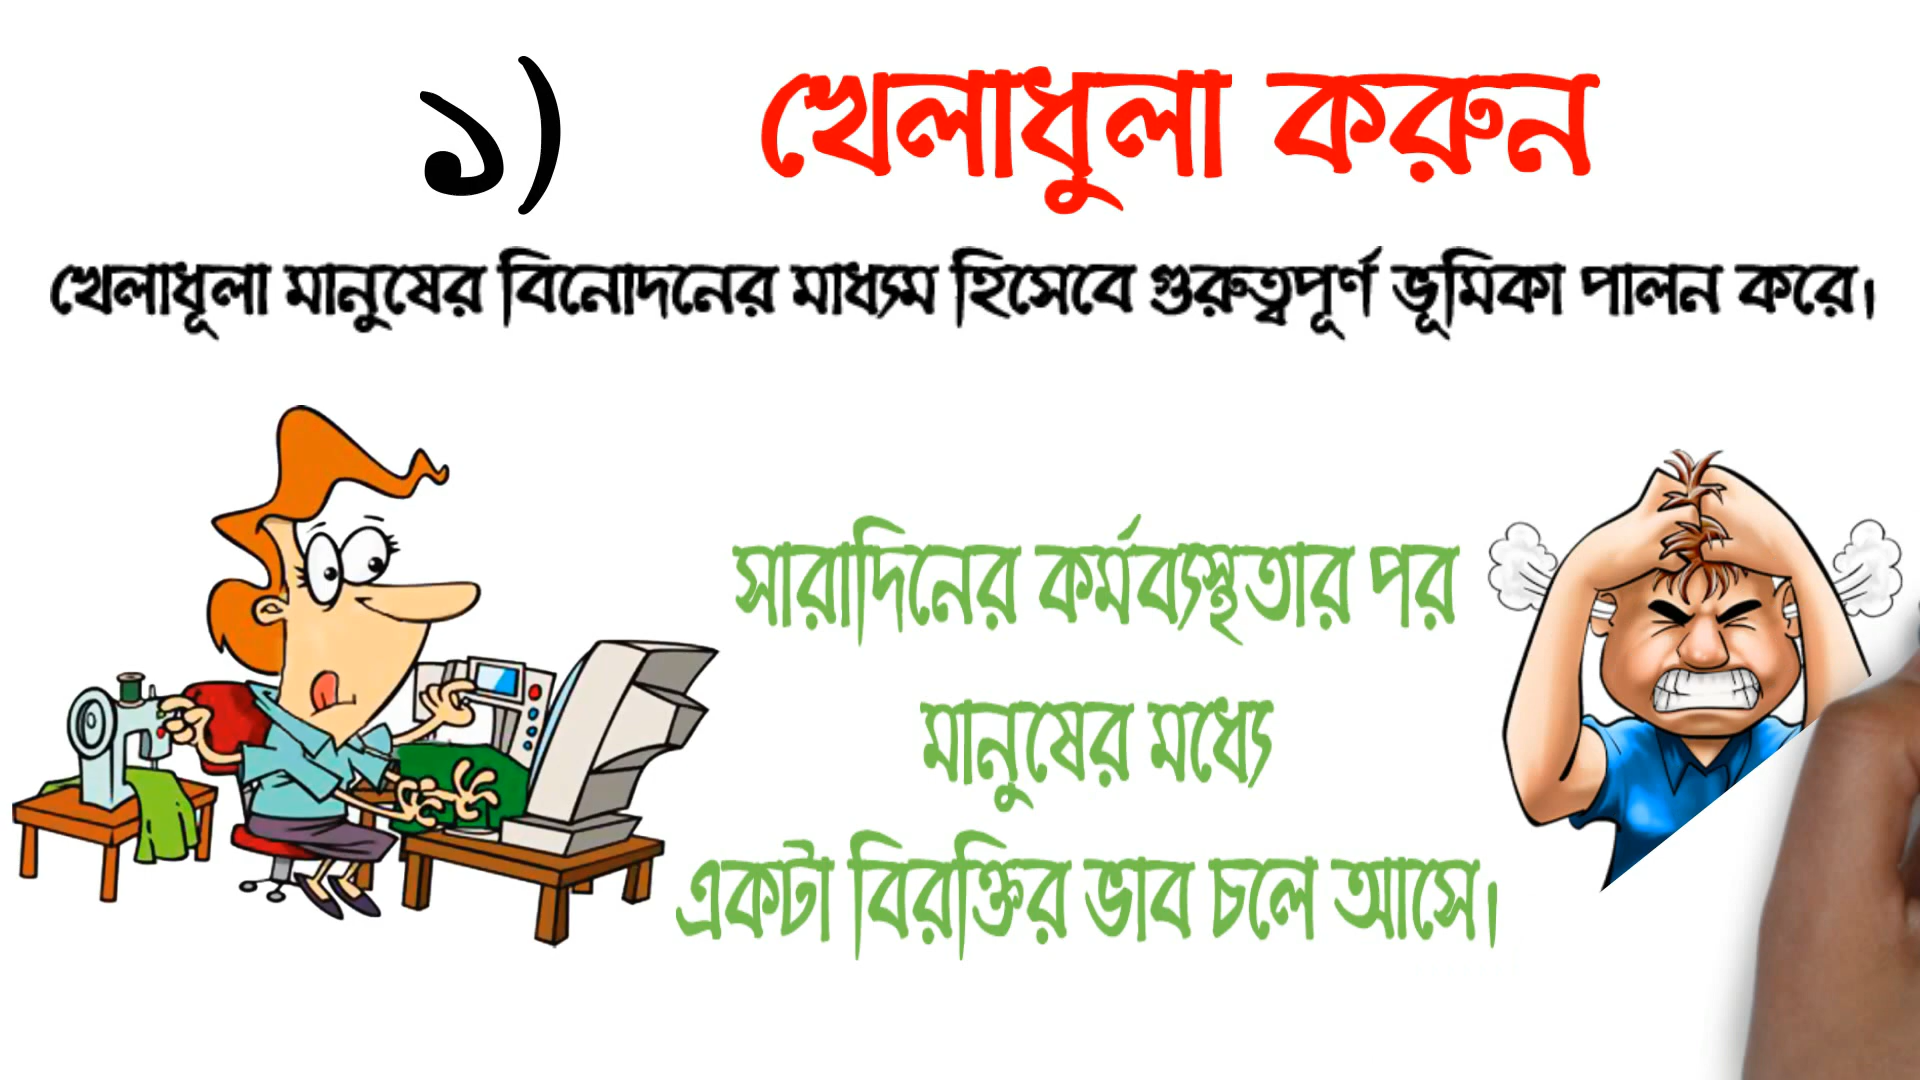 ১) খেলাধুলা করুন
খেলাধূলা মানুষের বিনোদনের মাধ্যম হিসেবে গুরুত্বপূর্ণ ভূমিকা পালন করে।
সারাদিনের কর্মব্যস্থতার পর
মানুষের মধ্যে
একটা বিরক্তির ভাব চলে আসে।